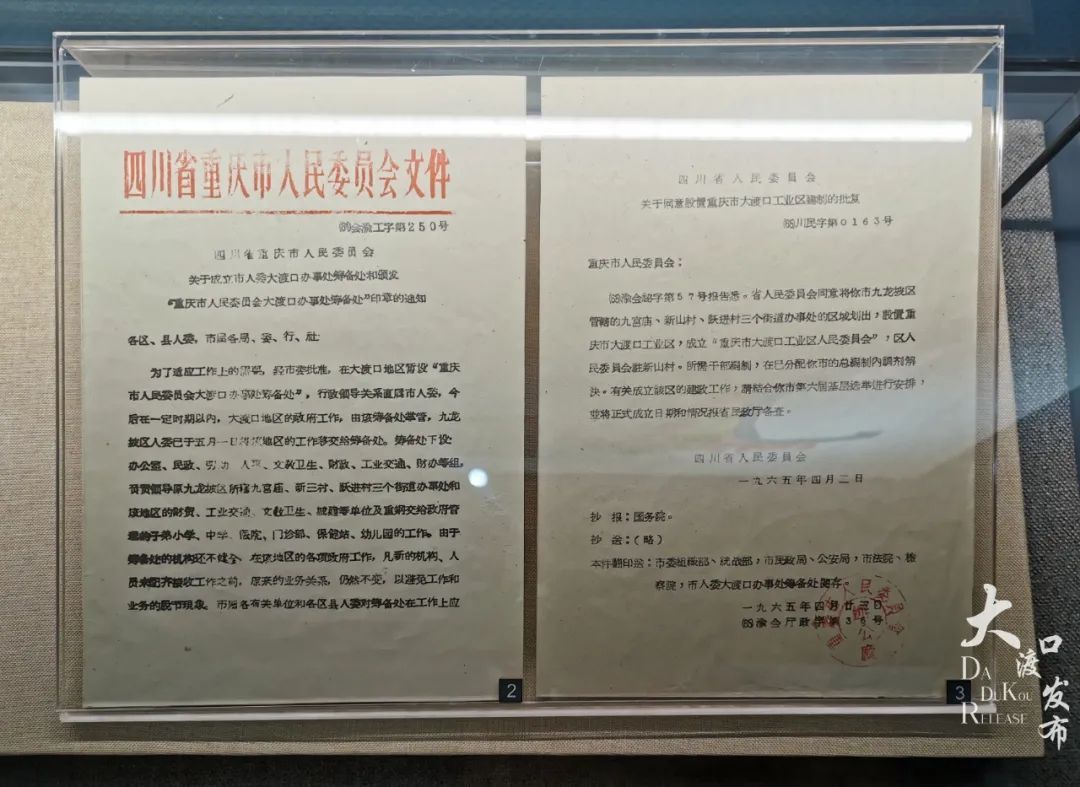 四川省重庆市人民委员会文件
会渝工字第250号
四川省重庆市人民委员会
关于成立市人委大渡口办事处筹备处和颁发
“重庆市人民委员会大渡口办事处筹备处”印章的通知
各区、县人委，市届各局、委、行、社：
为了适应工作上的需要，经市委批准，在大渡口地区暂设“重庆
市人民委员会大渡口办事处筹备处”，行政领导关系直属市人委，今
后在一定时期以内，大渡口地区的政府工作，由该筹备处掌管，九龙
坡区人委已于五月一日将该地区的工作移交给筹备处。筹备处下设
办公室、民政、劳动、人事、文教卫生、财政、工业交通、财办等组，
负责领导原九龙坡区所辖九宫庙、新三村、跃进村三个街道办事处和
该地区的财贸、工业交通、文教卫生、城建等单位及重钢交给政府管
理的子弟小学、中学、医院、门诊部、保健站、幼儿园的工作。由于
筹备处的机构还不健全，在该地区的各项政府工作，凡新的机构、人
员未配齐接收工作之前，原来的业务关系，仍然不变，以避免工作和
业务的脱节现象。市届各有关单位和各区县人委对筹备处在工作上应
2
四川省人民委员会
关于同意设置重庆市大渡口工业区建制的批复
(65)川民字第0163号
重庆市人民委员会：
(65)渝会秘字第57号报告悉。省人民委员会同意将你市九龙坡区
管辖的九宫庙、新山村、跃进村三个街道办事处的区域划出，设置重
庆市大渡口工业区，成立“重庆市大渡口工业区人民委员会”，区人
民委员会驻新山村。所需干部编制，在已分配你市的总编制内调剂解
决。有关成立该区的建政工作，请结合你市第六届基层选举进行安排，
並将正式成立日期和情况报省民政厅备查。
四川省人民委员会
一九六五年四月二日
抄报：国务院。
抄送：（略）
本件翻印送：市委组织部、统战部，市民政局、公安局，市法院、检
察院，市人委大渡口办事处筹备处阅存。
一九六五年四月廿三日
(65)渝会厅政字第36号
3
大渡口发布
DA
DUKOU
RELEASE